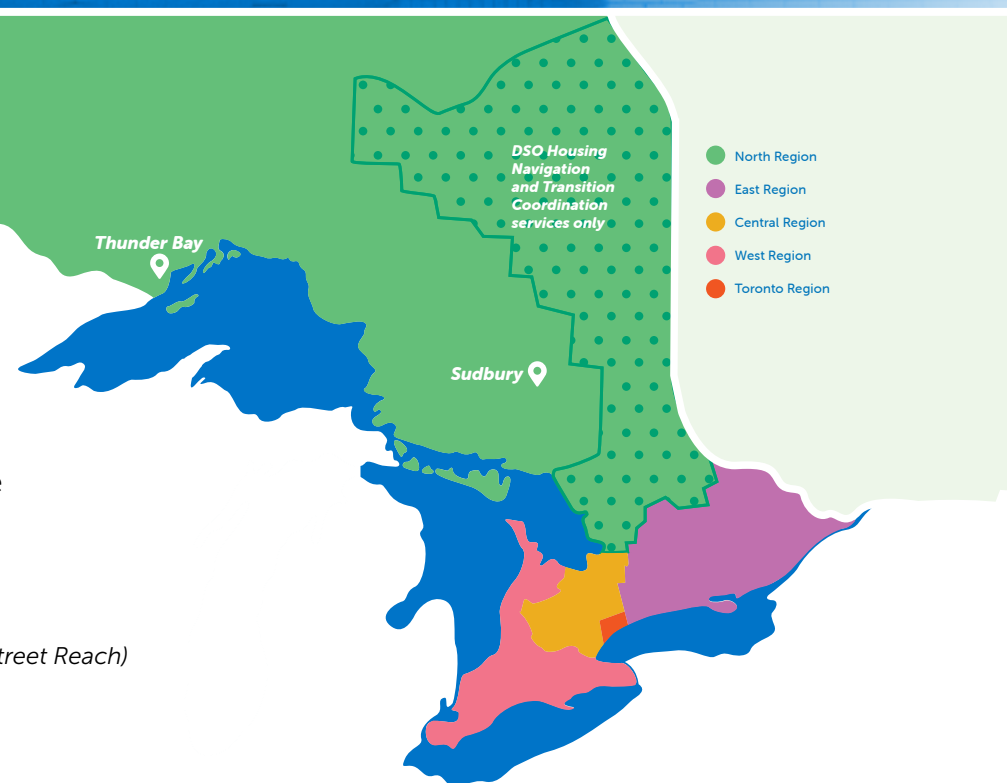 DSO Housing
Navigation
and Transition
Coordination
services only
North Region
East Region
Central Region
West Region
Toronto Region
Thunder Bay
Sudbury
treet Reach)